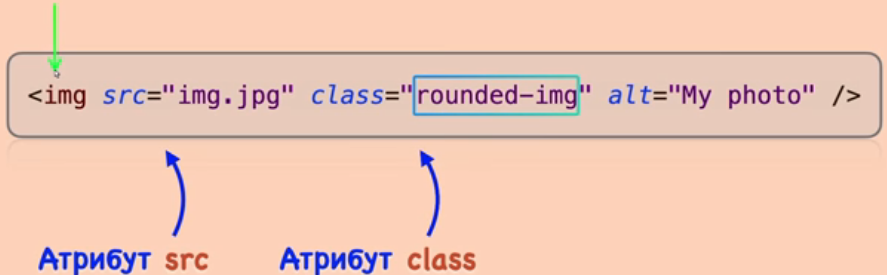 <img src="img.jpg" class="rounded-img" alt="My photo" />
Атрибут src Атрибут class